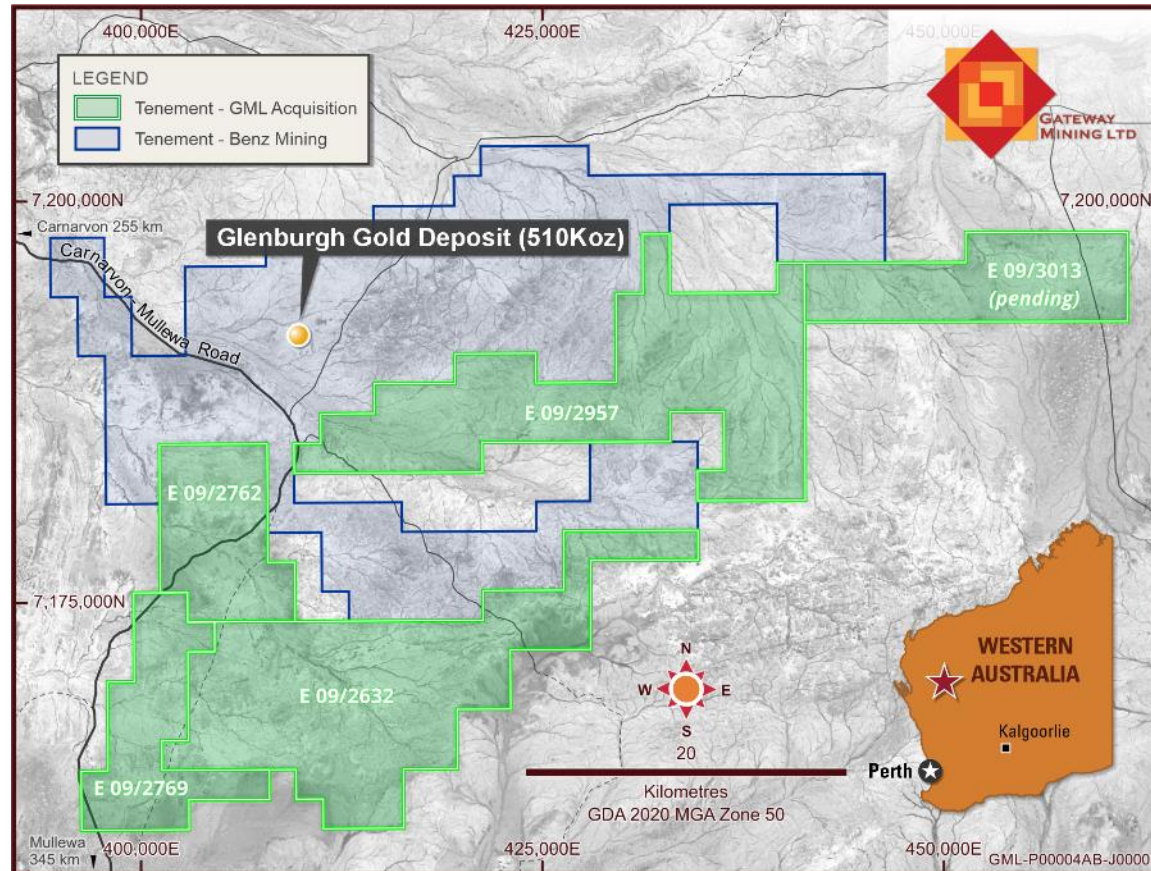 400,000E
425,000E
450,000E
LEGEND
Tenement - GML Acquisition
Tenement - Benz Mining
GATEWAY
MINING LTD
7,200,000N
7,200,000N
Carnarvon 255 km
Glenburgh Gold Deposit (510Koz)
Carnarvon - Mullewa Road
E 09/3013
(pending)
E 09/2957
E 09/2762
7,175,000N
E 09/2632
E 09/2769
N
W
E
S
20
Kilometres
GDA 2020 MGA Zone 50
WESTERN
AUSTRALIA
Kalgoorlie
Perth
Mullewa
345 km
400,000E
425,000E
450,000E
GML-P00004AB-J0000